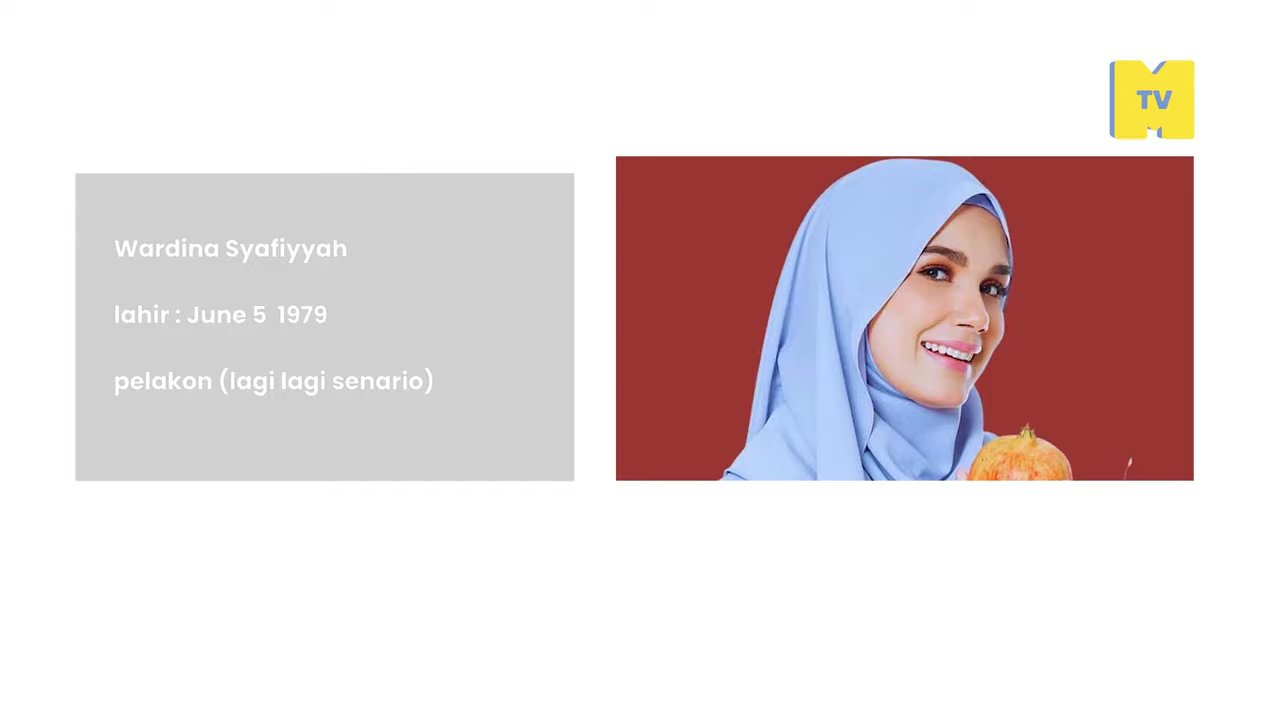 TV
Wardina Syafiyyah
lahir : June 5 1979
pelakon (lagi lagi senario)